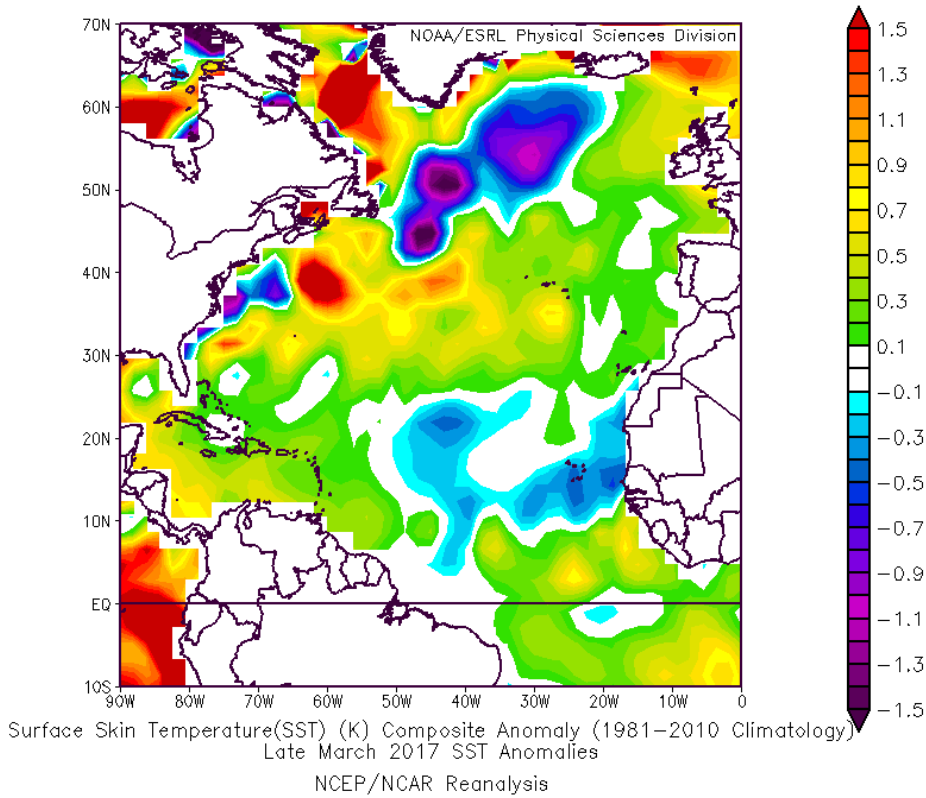 NOAA/ESRL Physical Sciences Division
70N
60N
50N
40N
30N
20N
10N
EQ
10S
90W 80W 70W 60W 50W 40W 30W 20W 10W 0
1.5
1.3
1.1
0.9
0.7
0.5
0.3
0.1
-0.1
-0.3
-0.5
-0.7
-0.9
-1.1
-1.3
-1.5
Surface Skin Temperature(SST) (K) Composite Anomaly (1981-2010 Climatology)
Late March 2017 SST Anomalies
NCEP/NCAR Reanalysis